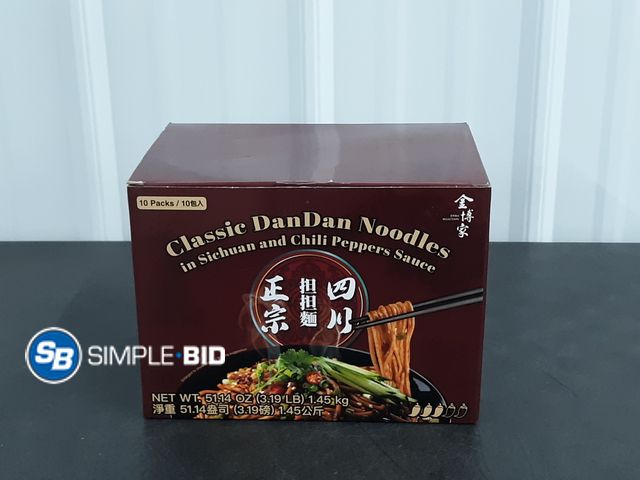 10 Packs / 10包入
金博家
Classic DanDan Noodles
in Sichuan and Chili Peppers Sauce
四川
担担麵
正宗
SB SIMPLE-BID
NET WT. 51.14 OZ (3.19 LB) 1.45 kg
淨重 51.14盎司 (3.19磅) 1.45公斤